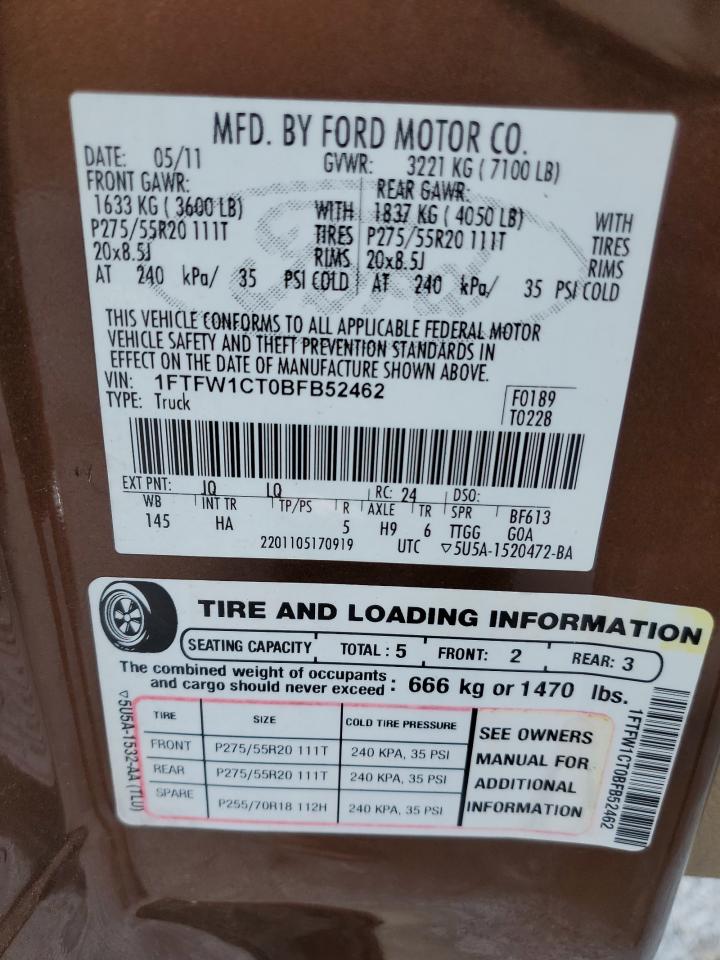 MFD. BY FORD MOTOR CO.
DATE: 05/11 GVWR: 3221 KG ( 7100 LB)
FRONT GAWR: REAR GAWR:
1633 KG ( 3600 LB) WITH 1837 KG ( 4050 LB) WITH
P275/55R20 111T TIRES P275/55R20 111T TIRES
20x8.5J RIMS 20x8.5J RIMS
AT 240 kPa/ 35 PSI COLD AT 240 kPa/ 35 PSI COLD
Ford
THIS VEHICLE CONFORMS TO ALL APPLICABLE FEDERAL MOTOR
VEHICLE SAFETY AND THEFT PREVENTION STANDARDS IN
EFFECT ON THE DATE OF MANUFACTURE SHOWN ABOVE.
VIN: 1FTFW1CT0BFB52462
TYPE: Truck
F0189
T0228
EXT PNT: JQ LQ RC: 24 DSO:
WB INT TR TP/PS R AXLE TR SPR BF613
145 HA 5 H9 6 TTGG GOA
2201105170919 UTC ▽5U5A-1520472-BA
TIRE AND LOADING INFORMATION
SEATING CAPACITY TOTAL : 5 FRONT: 2 REAR: 3
The combined weight of occupants
and cargo should never exceed : 666 kg or 1470 lbs.
TIRE SIZE COLD TIRE PRESSURE
FRONT P275/55R20 111T 240 KPA, 35 PSI
REAR P275/55R20 111T 240 KPA, 35 PSI
SPARE P255/70R18 112H 240 KPA, 35 PSI
SEE OWNERS
MANUAL FOR
ADDITIONAL
INFORMATION
▽5U5A-1532-AA (TLU)
1FTFW1CT0BFB52462